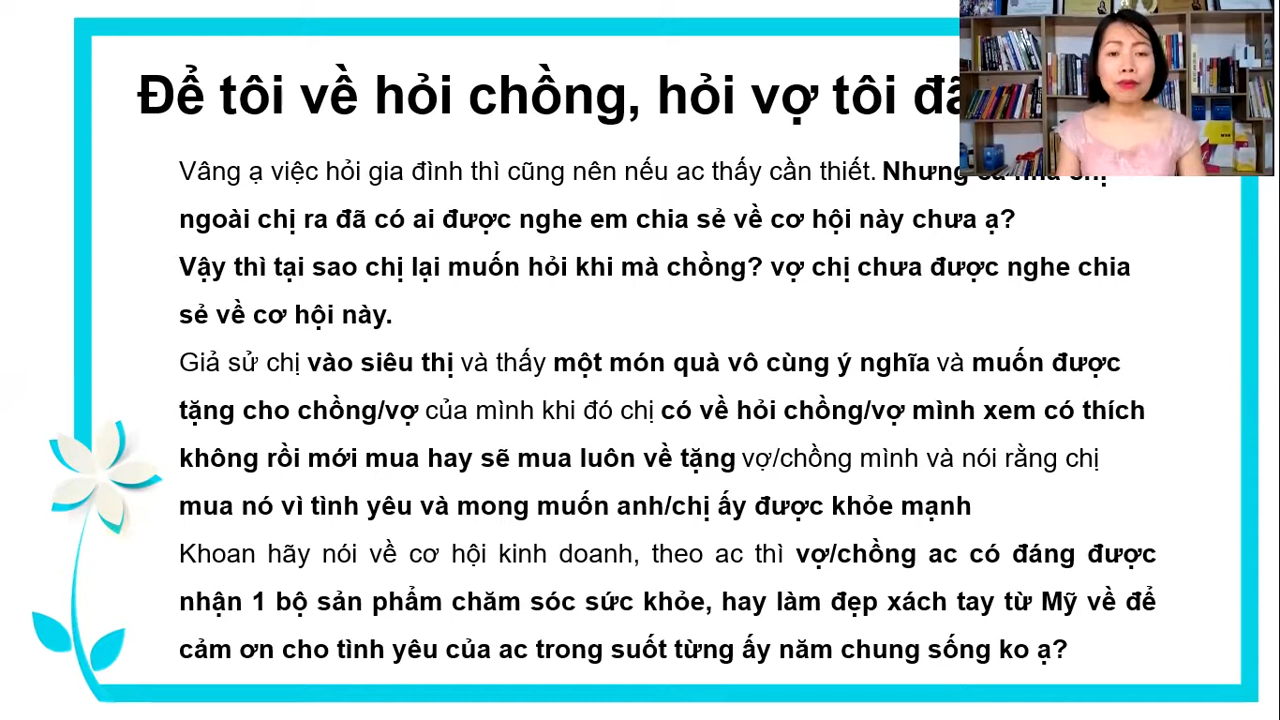 Để tôi về hỏi chồng, hỏi vợ tôi đã
Vâng ạ việc hỏi gia đình thì cũng nên nếu ac thấy cần thiết. Nhưng
ngoài chị ra đã có ai được nghe em chia sẻ về cơ hội này chưa ạ?
Vậy thì tại sao chị lại muốn hỏi khi mà chồng? vợ chị chưa được nghe chia
sẻ về cơ hội này.
Giả sử chị vào siêu thị và thấy một món quà vô cùng ý nghĩa và muốn được
tặng cho chồng/vợ của mình khi đó chị có về hỏi chồng/vợ mình xem có thích
không rồi mới mua hay sẽ mua luôn về tặng vợ/chồng mình và nói rằng chị
mua nó vì tình yêu và mong muốn anh/chị ấy được khỏe mạnh
Khoan hãy nói về cơ hội kinh doanh, theo ac thì vợ/chồng ac có đáng được
nhận 1 bộ sản phẩm chăm sóc sức khỏe, hay làm đẹp xách tay từ Mỹ về để
cảm ơn cho tình yêu của ac trong suốt từng ấy năm chung sống ko ạ?